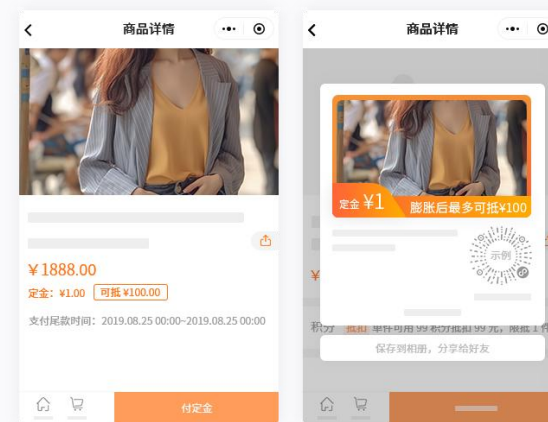 商品详情
¥1888.00
定金：¥1.00 可抵 ¥100.00
支付尾款时间：2019.08.25 00:00~2019.08.25 00:00
付定金
商品详情
定金 ¥1 膨胀后最多可抵¥100
示例
¥
积分 抵扣 单件可用 99 积分抵扣 99 元，限抵 1 件
保存到相册，分享给好友